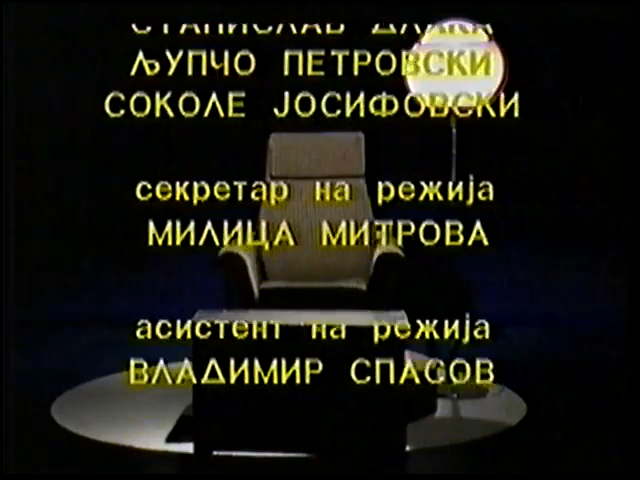 ЉУПЧО ПЕТРОВСКИ
СОКОЛЕ ЈОСИФОВСКИ
секретар на режија
МИЛИЦА МИТРОВА
асистент на режија
ВЛАДИМИР СПАСОВ